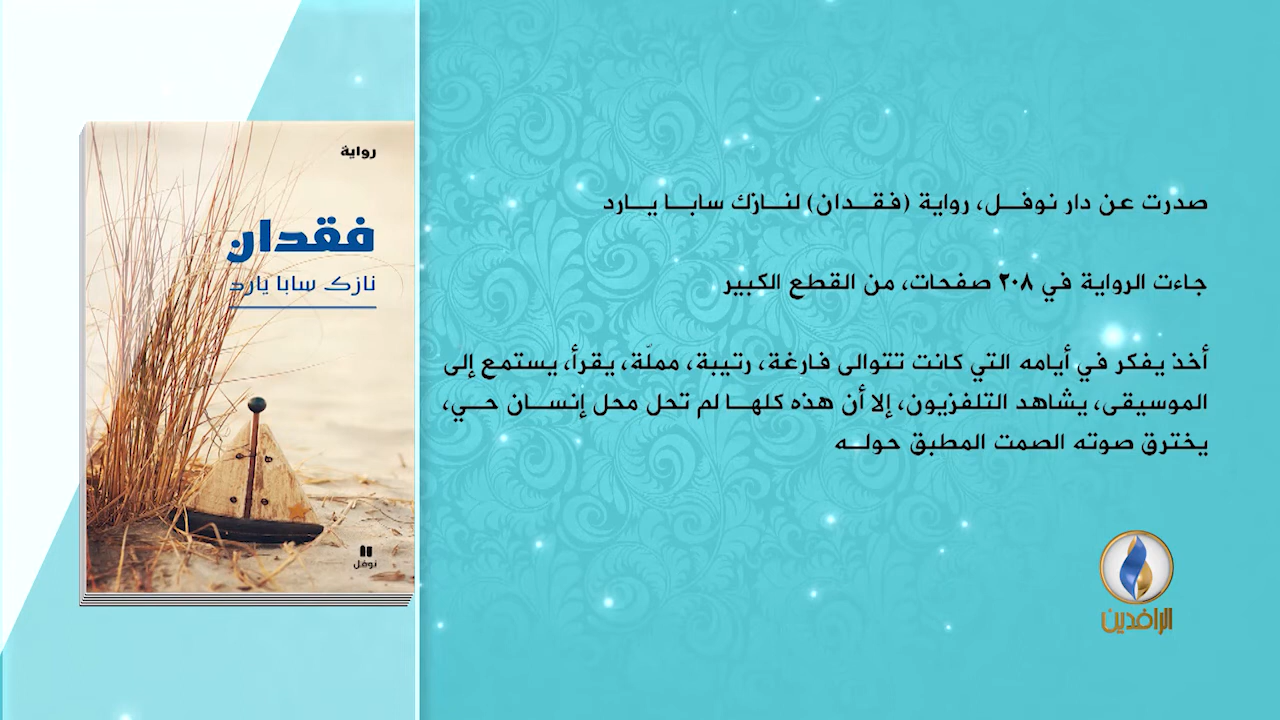 رواية
فقدان
نازك سابا يارد
نوفل
صدرت عن دار نوفل، رواية (فقدان) لنازك سابا يارد
جاءت الرواية في ٢٠٨ صفحات، من القطع الكبير
أخذ يفكر في أيامه التي كانت تتوالى فارغة، رتيبة، مملّة، يقرأ، يستمع إلى
الموسيقى، يشاهد التلفزيون، إلا أن هذه كلها لم تحل محل إنسان حي،
يخترق صوته الصمت المطبق حوله
الرافدين